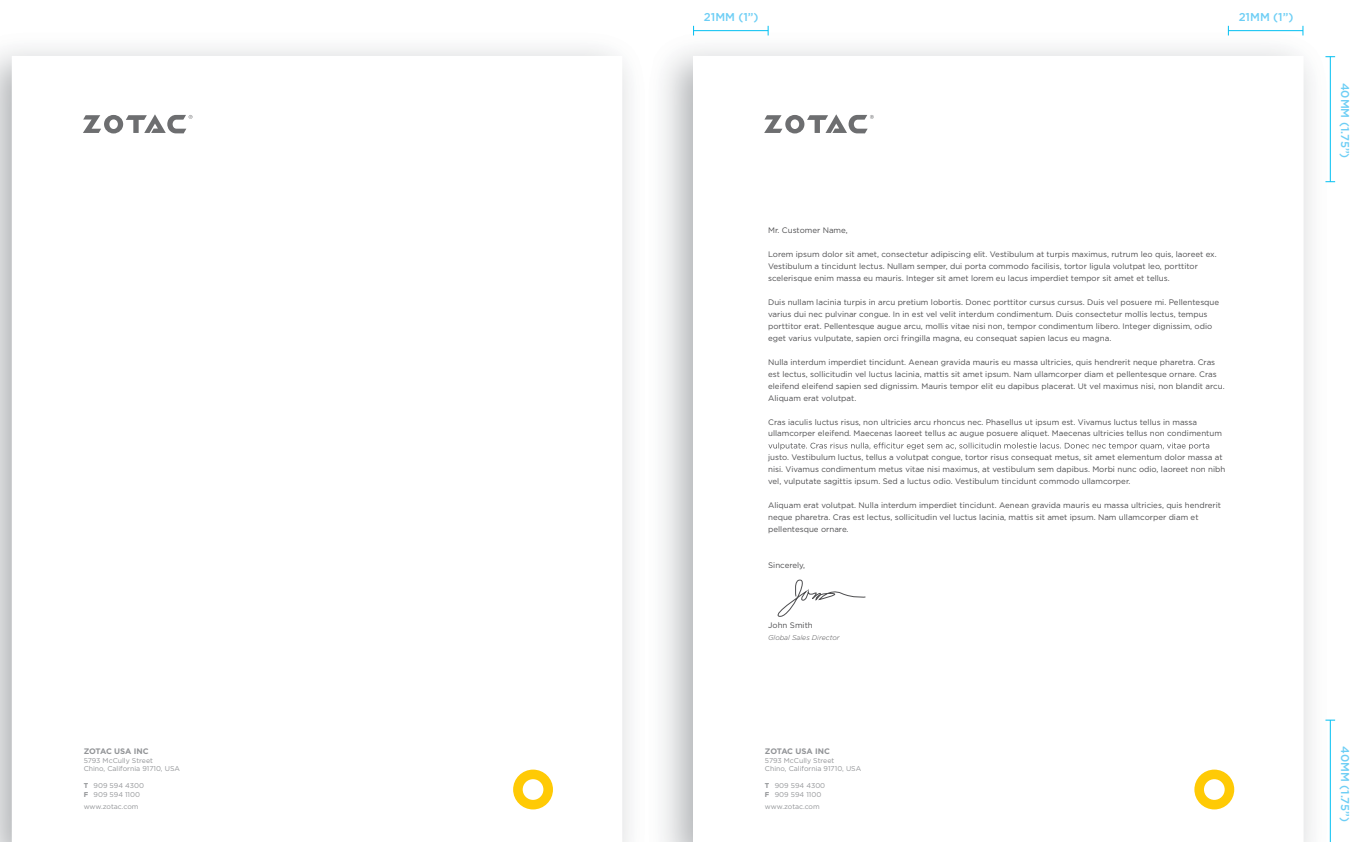 21MM (1")
21MM (1")
40MM (1.75")
ZOTAC®
ZOTAC USA INC
5793 McCully Street
Chino, California 91710, USA
T 909 594 4300
F 909 594 1100
www.zotac.com
ZOTAC®
Mr. Customer Name,
Lorem ipsum dolor sit amet, consectetur adipiscing elit. Vestibulum at turpis maximus, rutrum leo quis, laoreet ex.
Vestibulum a tincidunt lectus. Nullam semper, dui porta commodo facilisis, tortor ligula volutpat leo, porttitor
scelerisque enim massa eu mauris. Integer sit amet lorem eu lacus imperdiet tempor sit amet et tellus.
Duis nullam lacinia turpis in arcu pretium lobortis. Donec porttitor cursus cursus. Duis vel posuere mi. Pellentesque
varius dui nec pulvinar congue. In in est vel velit interdum condimentum. Duis consectetur mollis lectus, tempus
porttitor erat. Pellentesque augue arcu, mollis vitae nisi non, tempor condimentum libero. Integer dignissim, odio
eget varius vulputate, sapien orci fringilla magna, eu consequat sapien lacus eu magna.
Nulla interdum imperdiet tincidunt. Aenean gravida mauris eu massa ultricies, quis hendrerit neque pharetra. Cras
est lectus, sollicitudin vel luctus lacinia, mattis sit amet ipsum. Nam ullamcorper diam et pellentesque ornare. Cras
eleifend eleifend sapien sed dignissim. Mauris tempor elit eu dapibus placerat. Ut vel maximus nisi, non blandit arcu.
Aliquam erat volutpat.
Cras iaculis luctus risus, non ultricies arcu rhoncus nec. Phasellus ut ipsum est. Vivamus luctus tellus in massa
ullamcorper eleifend. Maecenas laoreet tellus ac augue posuere aliquet. Maecenas ultricies tellus non condimentum
vulputate. Cras risus nulla, efficitur eget sem ac, sollicitudin molestie lacus. Donec nec tempor quam, vitae porta
justo. Vestibulum luctus, tellus a volutpat congue, tortor risus consequat metus, sit amet elementum dolor massa at
nisi. Vivamus condimentum metus vitae nisi maximus, at vestibulum sem dapibus. Morbi nunc odio, laoreet non nibh
vel, vulputate sagittis ipsum. Sed a luctus odio. Vestibulum tincidunt commodo ullamcorper.
Aliquam erat volutpat. Nulla interdum imperdiet tincidunt. Aenean gravida mauris eu massa ultricies, quis hendrerit
neque pharetra. Cras est lectus, sollicitudin vel luctus lacinia, mattis sit amet ipsum. Nam ullamcorper diam et
pellentesque ornare.
Sincerely,
John Smith
Global Sales Director
ZOTAC USA INC
5793 McCully Street
Chino, California 91710, USA
T 909 594 4300
F 909 594 1100
www.zotac.com
40MM (1.75")